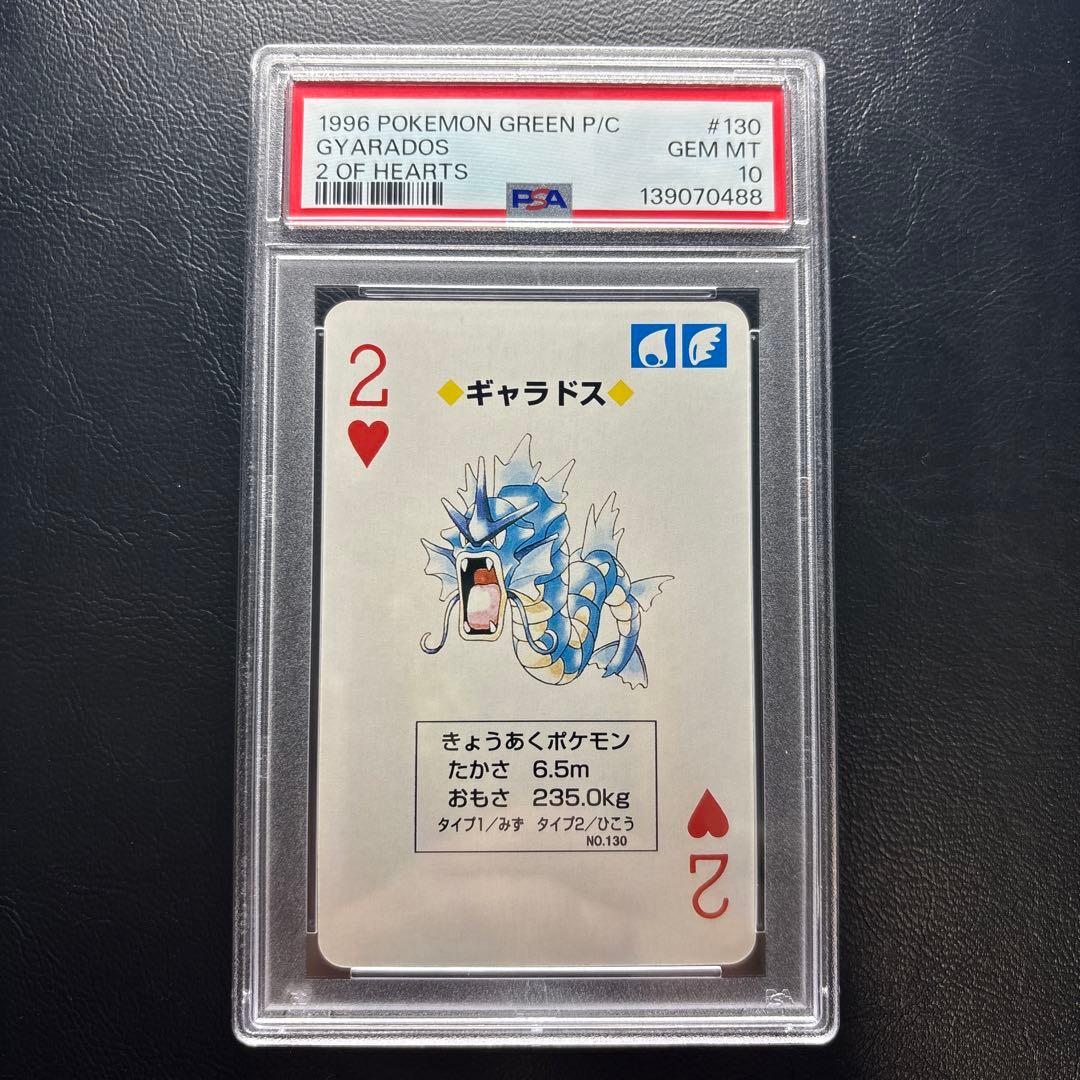 1996 POKEMON GREEN P/C #130
GYARADOS GEM MT
2 OF HEARTS 10
PSA 139070488
2
◆ギャラドス◆
きょうあくポケモン
たかさ 6.5m
おもさ 235.0kg
タイプ1/みず タイプ2/ひこう
NO.130
2
PSA